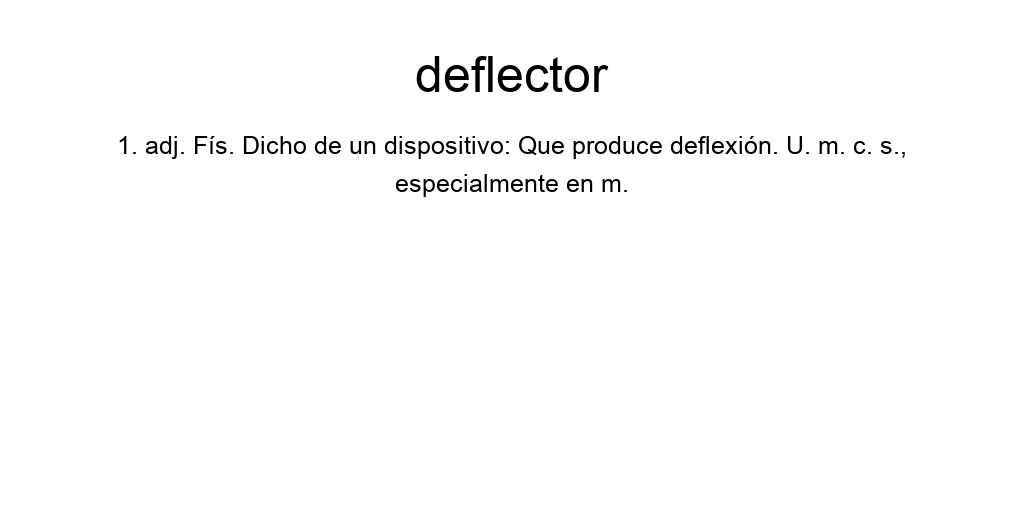 deflector
1. adj. Fís. Dicho de un dispositivo: Que produce deflexión. U. m. c. s.,
especialmente en m.